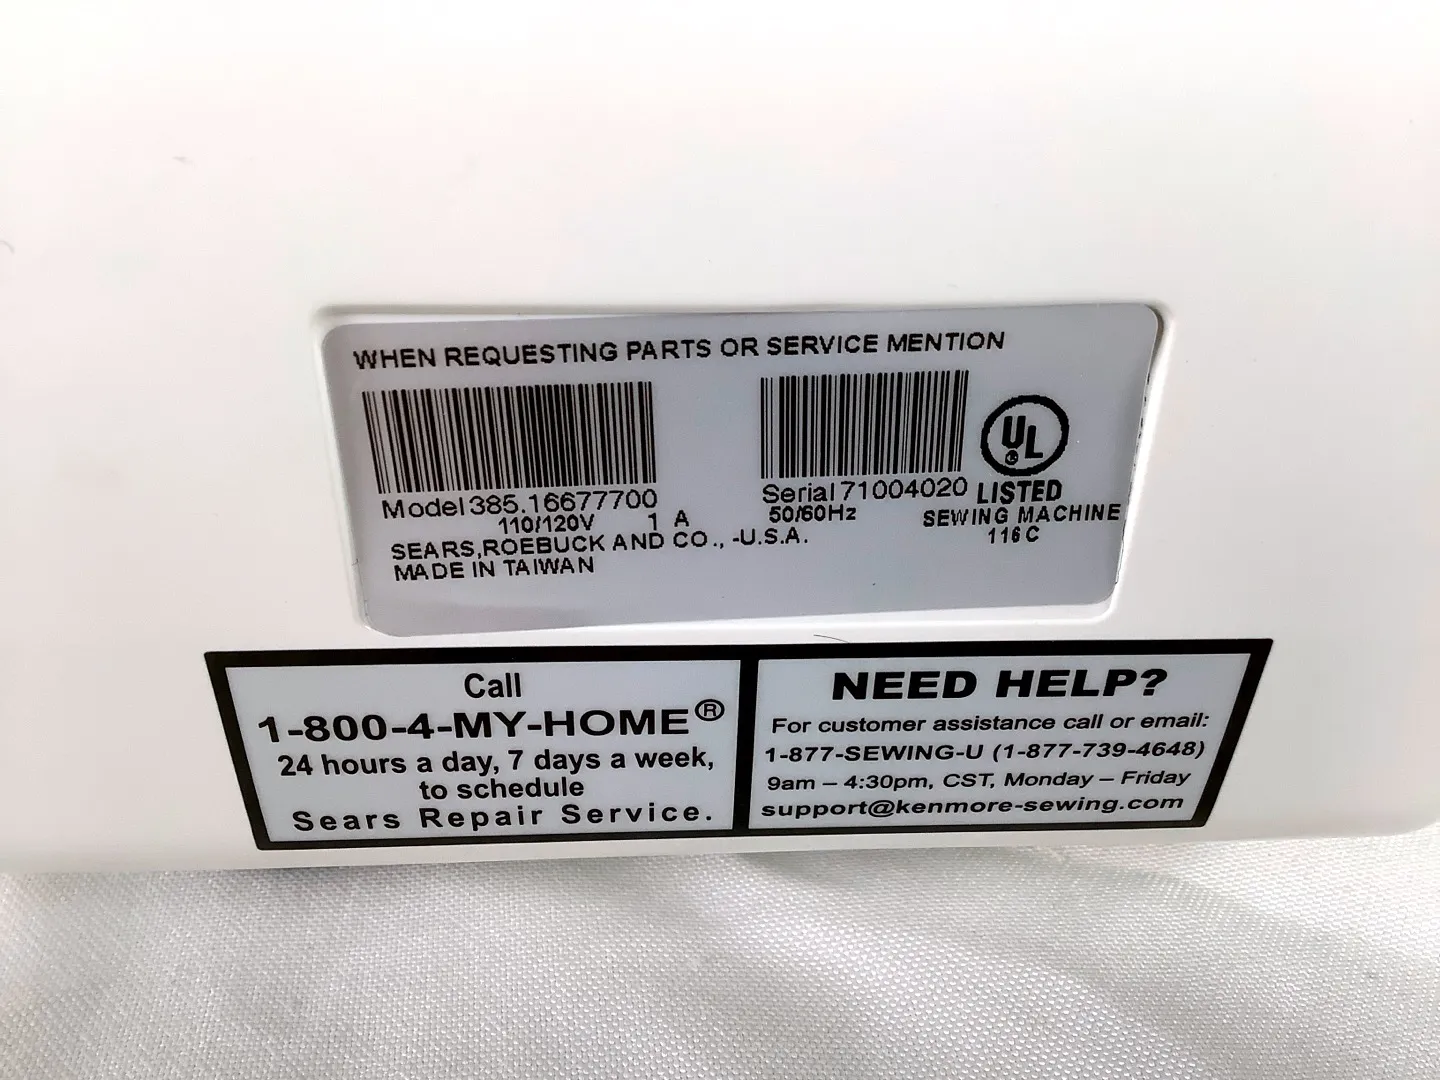 WHEN REQUESTING PARTS OR SERVICE MENTION
Model 385.16677700
Serial 71004020
110/120V 1 A
50/60Hz
SEARS,ROEBUCK AND CO., -U.S.A.
MADE IN TAIWAN
UL
LISTED
SEWING MACHINE
116C
Call
1-800-4-MY-HOME®
24 hours a day, 7 days a week,
to schedule
Sears Repair Service.
NEED HELP?
For customer assistance call or email:
1-877-SEWING-U (1-877-739-4648)
9am – 4:30pm, CST, Monday – Friday
support@kenmore-sewing.com